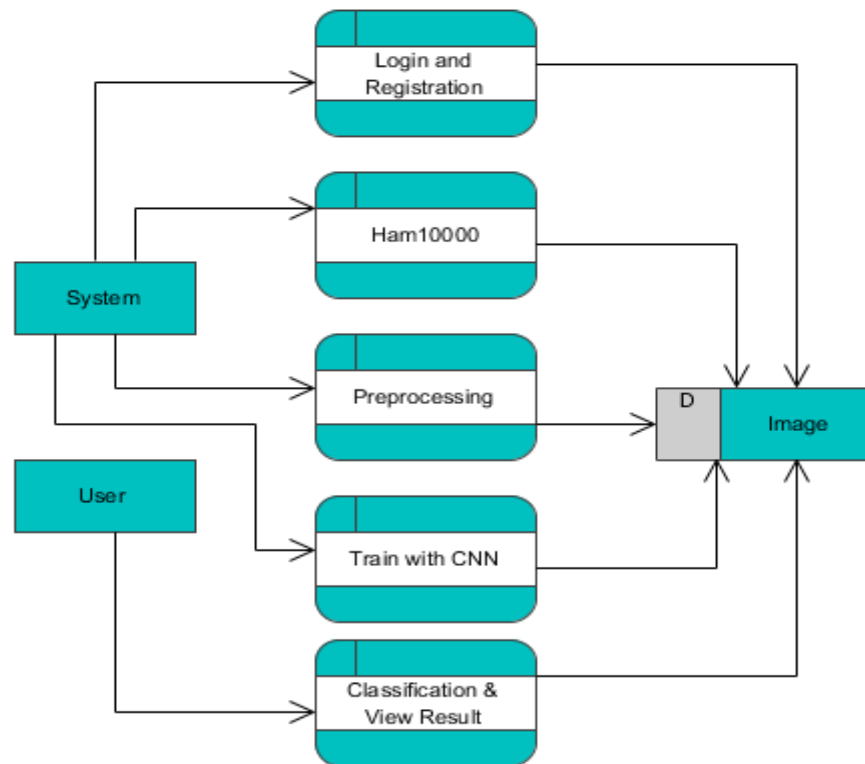 Login and
Registration
Ham10000
System
Preprocessing
D
Image
User
Train with CNN
Classification &
View Result